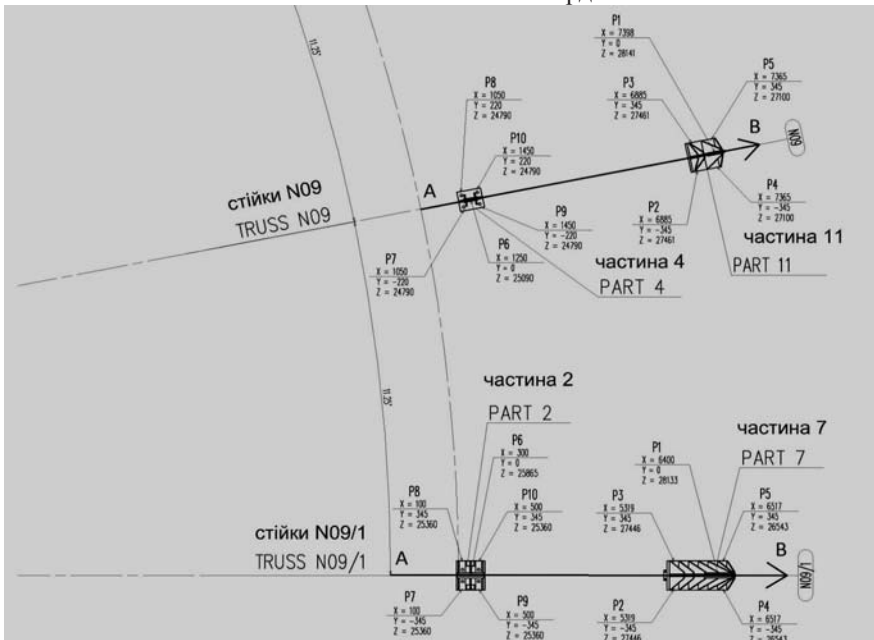 P1
X = 7398
Y = 0
Z = 28141
P5
X = 7365
Y = 345
Z = 27100
P3
X = 6885
Y = 345
Z = 27461
P8
X = 1050
Y = 220
Z = 24790
P10
X = 1450
Y = 220
Z = 24790
B
N09
A
стійки N09
TRUSS N09
P4
X = 7365
Y = -345
Z = 27100
P2
X = 6885
Y = -345
Z = 27461
P9
X = 1450
Y = -220
Z = 24790
P6
X = 1250
Y = 0
Z = 25090
P7
X = 1050
Y = -220
Z = 24790
частина 11
PART 11
частина 4
PART 4
11.25°
11.25°
частина 2
PART 2
частина 7
PART 7
P6
X = 300
Y = 0
Z = 25865
P1
X = 6400
Y = 0
Z = 28133
P8
X = 100
Y = 345
Z = 25360
P10
X = 500
Y = 345
Z = 25360
P3
X = 5319
Y = 345
Z = 27446
P5
X = 6517
Y = 345
Z = 26543
стійки N09/1
TRUSS N09/1
A
B
N09/1
P7
X = 100
Y = -345
Z = 25360
P9
X = 500
Y = -345
Z = 25360
P2
X = 5319
Y = -345
Z = 27446
P4
X = 6517
Y = -345
Z = 26543